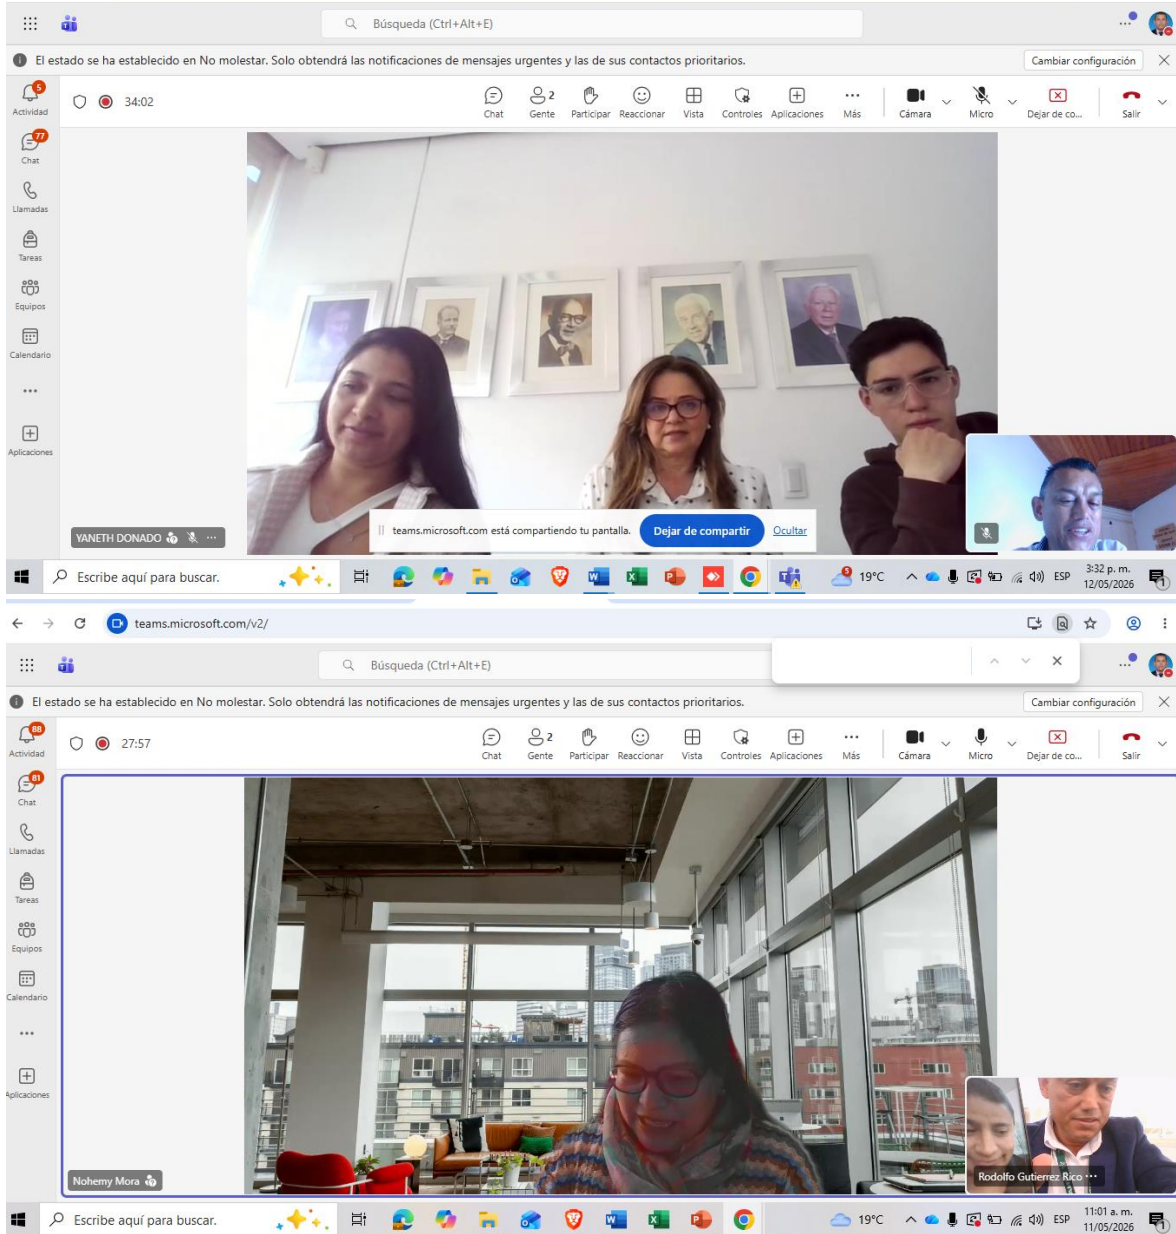 Búsqueda (Ctrl+Alt+E)
El estado se ha establecido en No molestar. Solo obtendrá las notificaciones de mensajes urgentes y las de sus contactos prioritarios.
Cambiar configuración
5
Actividad
34:02
Chat
2
Gente
Participar
Reaccionar
Vista
Controles
Aplicaciones
Más
Cámara
Micro
Dejar de co...
Salir
77
Chat
Llamadas
Tareas
Equipos
Calendario
Aplicaciones
YANETH DONADO
teams.microsoft.com está compartiendo tu pantalla.
Dejar de compartir
Ocultar
Escribe aquí para buscar.
19°C
ESP
3:32 p. m.
12/05/2026
teams.microsoft.com/v2/
Búsqueda (Ctrl+Alt+E)
El estado se ha establecido en No molestar. Solo obtendrá las notificaciones de mensajes urgentes y las de sus contactos prioritarios.
Cambiar configuración
88
Actividad
27:57
Chat
2
Gente
Participar
Reaccionar
Vista
Controles
Aplicaciones
Más
Cámara
Micro
Dejar de co...
Salir
81
Chat
Llamadas
Tareas
Equipos
Calendario
Aplicaciones
Nohemy Mora
Rodolfo Gutierrez Rico
Escribe aquí para buscar.
19°C
ESP
11:01 a. m.
11/05/2026